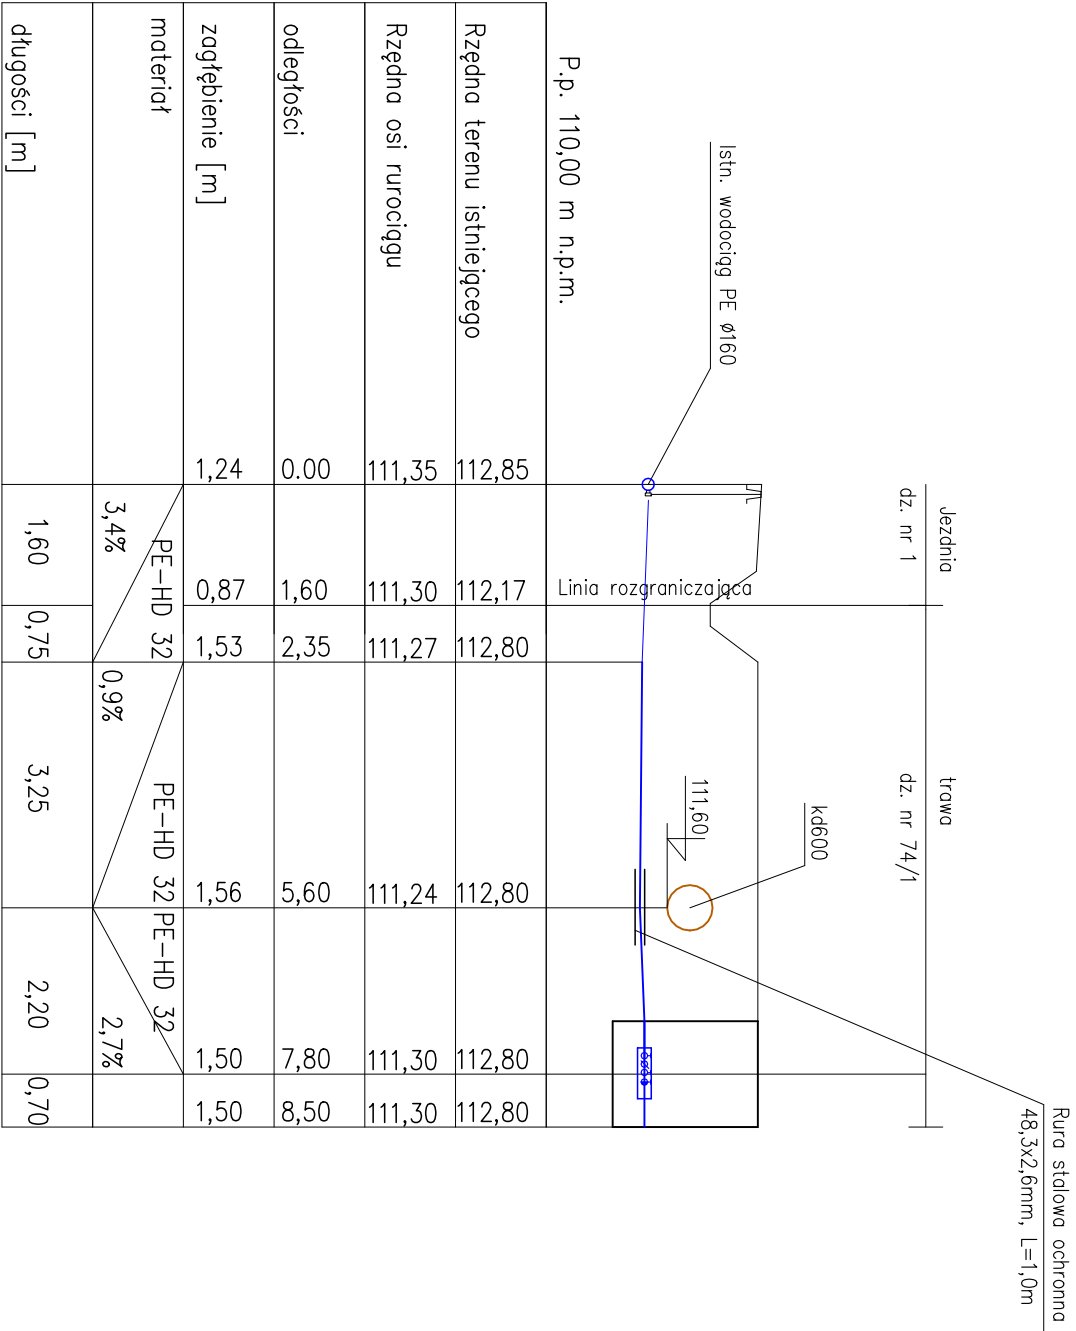 Rura stalowa ochronna
48,3x2,6mm, L=1,0m
Jezdnia
dz. nr 1
trawa
dz. nr 74/1
kd600
111,60
Istn. wodociąg PE ø160
Linia rozgraniczająca
P.p. 110,00 m n.p.m.
Rzędna terenu istniejącego 112,85 112,17 112,80 112,80 112,80 112,80
Rzędna osi rurociągu 111,35 111,30 111,27 111,24 111,30 111,30
odległości 0.00 1,60 2,35 5,60 7,80 8,50
zagłębienie [m] 1,24 0,87 1,53 1,56 1,50 1,50
materiał PE-HD 32 PE-HD 32 PE-HD 32
3,4% 0,9% 2,7%
długości [m] 1,60 0,75 3,25 2,20 0,70